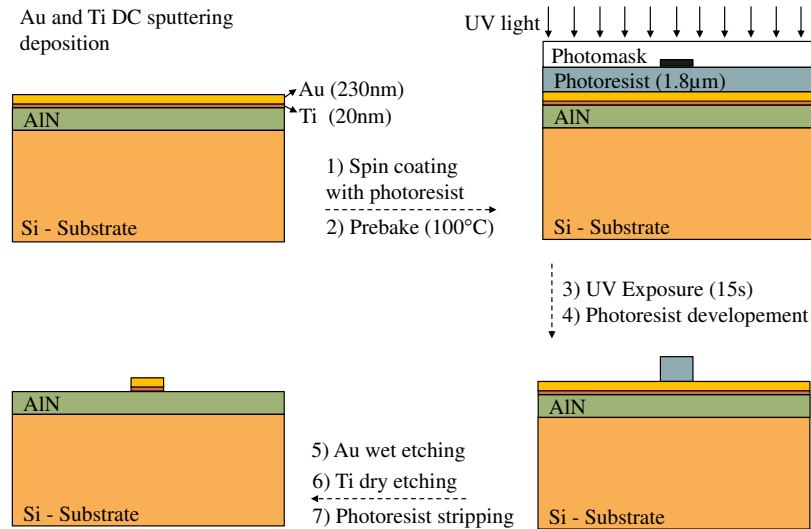 Au and Ti DC sputtering
deposition
Au (230nm)
Ti (20nm)
AlN
Si - Substrate
1) Spin coating
with photoresist
2) Prebake (100°C)
UV light
Photomask
Photoresist (1.8µm)
AlN
Si - Substrate
3) UV Exposure (15s)
4) Photoresist developement
AlN
Si - Substrate
5) Au wet etching
6) Ti dry etching
7) Photoresist stripping
AlN
Si - Substrate